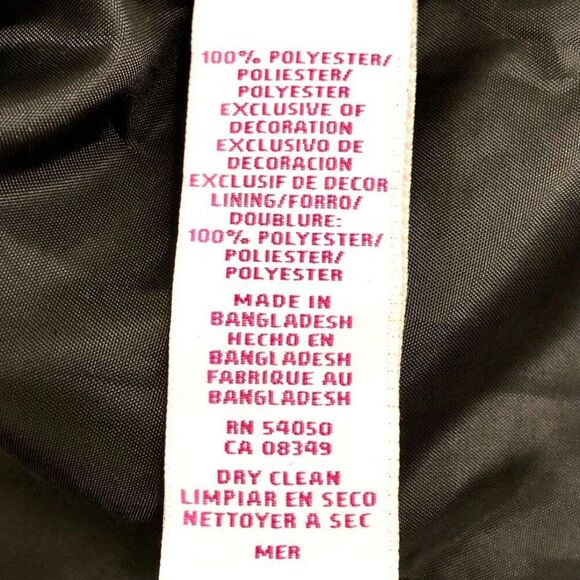 100% POLYESTER/
POLIESTER/
POLYESTER
EXCLUSIVE OF
DECORATION
EXCLUSIVO DE
DECORACION
EXCLUSIF DE DECOR
LINING/FORRO/
DOUBLURE:
100% POLYESTER/
POLIESTER/
POLYESTER
MADE IN
BANGLADESH
HECHO EN
BANGLADESH
FABRIQUE AU
BANGLADESH
RN 54050
CA 08349
DRY CLEAN
LIMPIAR EN SECO
NETTOYER A SEC
MER